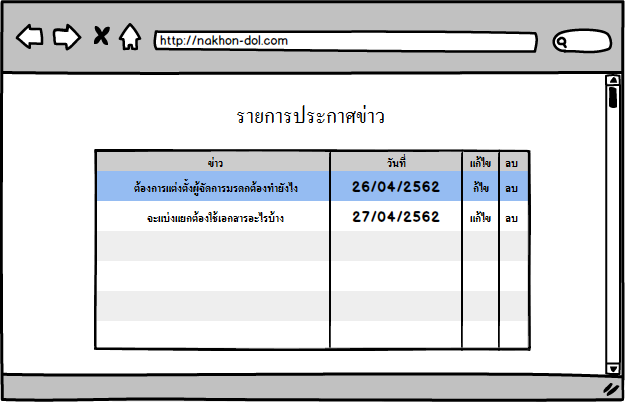 http://nakhon-dol.com
รายการประกาศข่าว
ข่าว วันที่ แก้ไข ลบ
ต้องการแต่งตั้งผู้จัดการมรดกต้องทำยังไง 26/04/2562 ก้ไข ลบ
จะแบ่งแยกต้องใช้เอกสารอะไรบ้าง 27/04/2562 แก้ไข ลบ